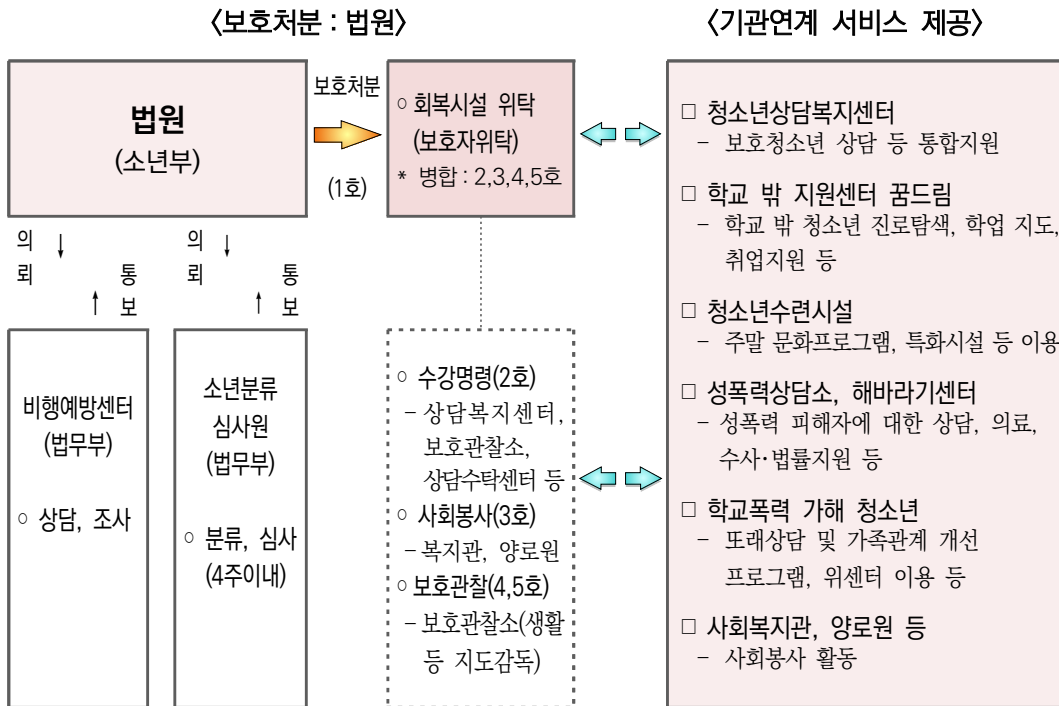 〈보호처분 : 법원〉
〈기관연계 서비스 제공〉
법원
(소년부)
보호처분
(1호)
○ 회복시설 위탁
(보호자위탁)
* 병합 : 2,3,4,5호
의뢰 ↓
↑ 통보
의뢰 ↓
↑ 통보
비행예방센터
(법무부)
○ 상담, 조사
소년분류
심사원
(법무부)
○ 분류, 심사
(4주이내)
○ 수강명령(2호)
- 상담복지센터,
보호관찰소,
상담수탁센터 등
○ 사회봉사(3호)
- 복지관, 양로원
○ 보호관찰(4,5호)
- 보호관찰소(생활
등 지도감독)
□ 청소년상담복지센터
- 보호청소년 상담 등 통합지원
□ 학교 밖 지원센터 꿈드림
- 학교 밖 청소년 진로탐색, 학업 지도,
취업지원 등
□ 청소년수련시설
- 주말 문화프로그램, 특화시설 등 이용
□ 성폭력상담소, 해바라기센터
- 성폭력 피해자에 대한 상담, 의료,
수사·법률지원 등
□ 학교폭력 가해 청소년
- 또래상담 및 가족관계 개선
프로그램, 위센터 이용 등
□ 사회복지관, 양로원 등
- 사회봉사 활동